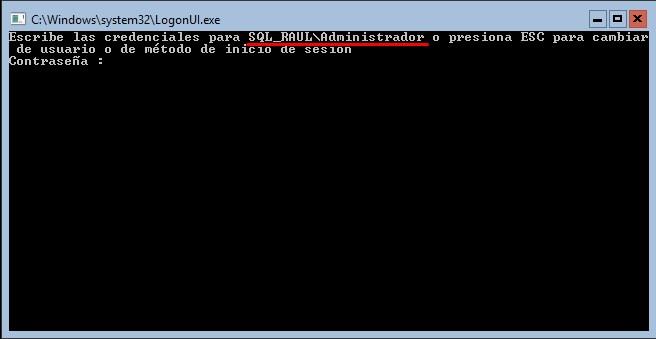 C:\Windows\system32\LogonUI.exe
Escribe las credenciales para SQL_RAUL\Administrador o presiona ESC para cambiar
de usuario o de método de inicio de sesión
Contraseña :